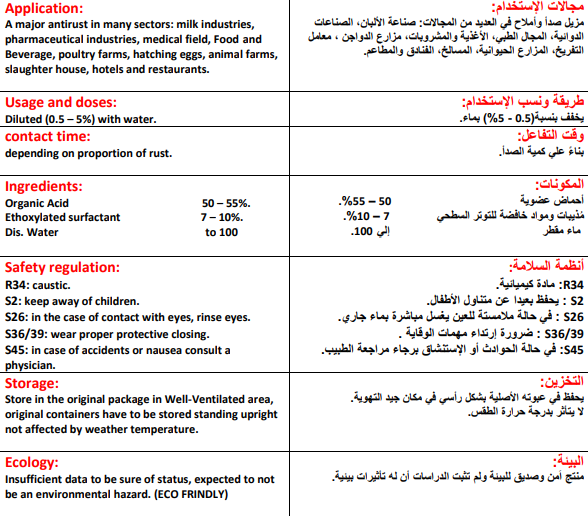 Application:
A major antirust in many sectors: milk industries,
pharmaceutical industries, medical field, Food and
Beverage, poultry farms, hatching eggs, animal farms,
slaughter house, hotels and restaurants.
مجالات الإستخدام:
مزيل صدأ وأملاح في العديد من المجالات: صناعة الألبان، الصناعات
الدوائية، المجال الطبي، الأغذية والمشروبات، مزارع الدواجن ، معامل
التفريخ، المزارع الحيوانية، المسالخ، الفنادق والمطاعم.
Usage and doses:
Diluted (0.5 – 5%) with water.
طريقة ونسب الإستخدام:
يخفف بنسبة(0.5 - 5%) بماء.
contact time:
depending on proportion of rust.
وقت التفاعل:
بناءً علي كمية الصدأ.
Ingredients:
Organic Acid 50 – 55%.
Ethoxylated surfactant 7 – 10%.
Dis. Water to 100
المكونات:
أحماض عضوية 50 – 55%.
مُذيبات ومواد خافضة للتوتر السطحي 7 – 10%.
ماء مقطر إلي 100.
Safety regulation:
R34: caustic.
S2: keep away of children.
S26: in the case of contact with eyes, rinse eyes.
S36/39: wear proper protective closing.
S45: in case of accidents or nausea consult a
physician.
أنظمة السلامة:
R34: مادة كيميائية.
S2 : يحفظ بعيدا عن متناول الأطفال.
S26 : في حالة ملامستة للعين يغسل مباشرة بماء جاري.
S36/39 : ضرورة إرتداء مهمات الوقاية .
S45: في حالة الحوادث أو الإستنشاق برجاء مراجعة الطبيب.
Storage:
Store in the original package in Well-Ventilated area,
original containers have to be stored standing upright
not affected by weather temperature.
التخزين:
يحفظ في عبوته الأصلية بشكل رأسي في مكان جيد التهوية.
لا يتأثر بدرجة حرارة الطقس.
Ecology:
Insufficient data to be sure of status, expected to not
be an environmental hazard. (ECO FRINDLY)
البيئة:
منتج أمن وصديق للبيئة ولم تثبت الدراسات أن له تأثيرات بيئية.